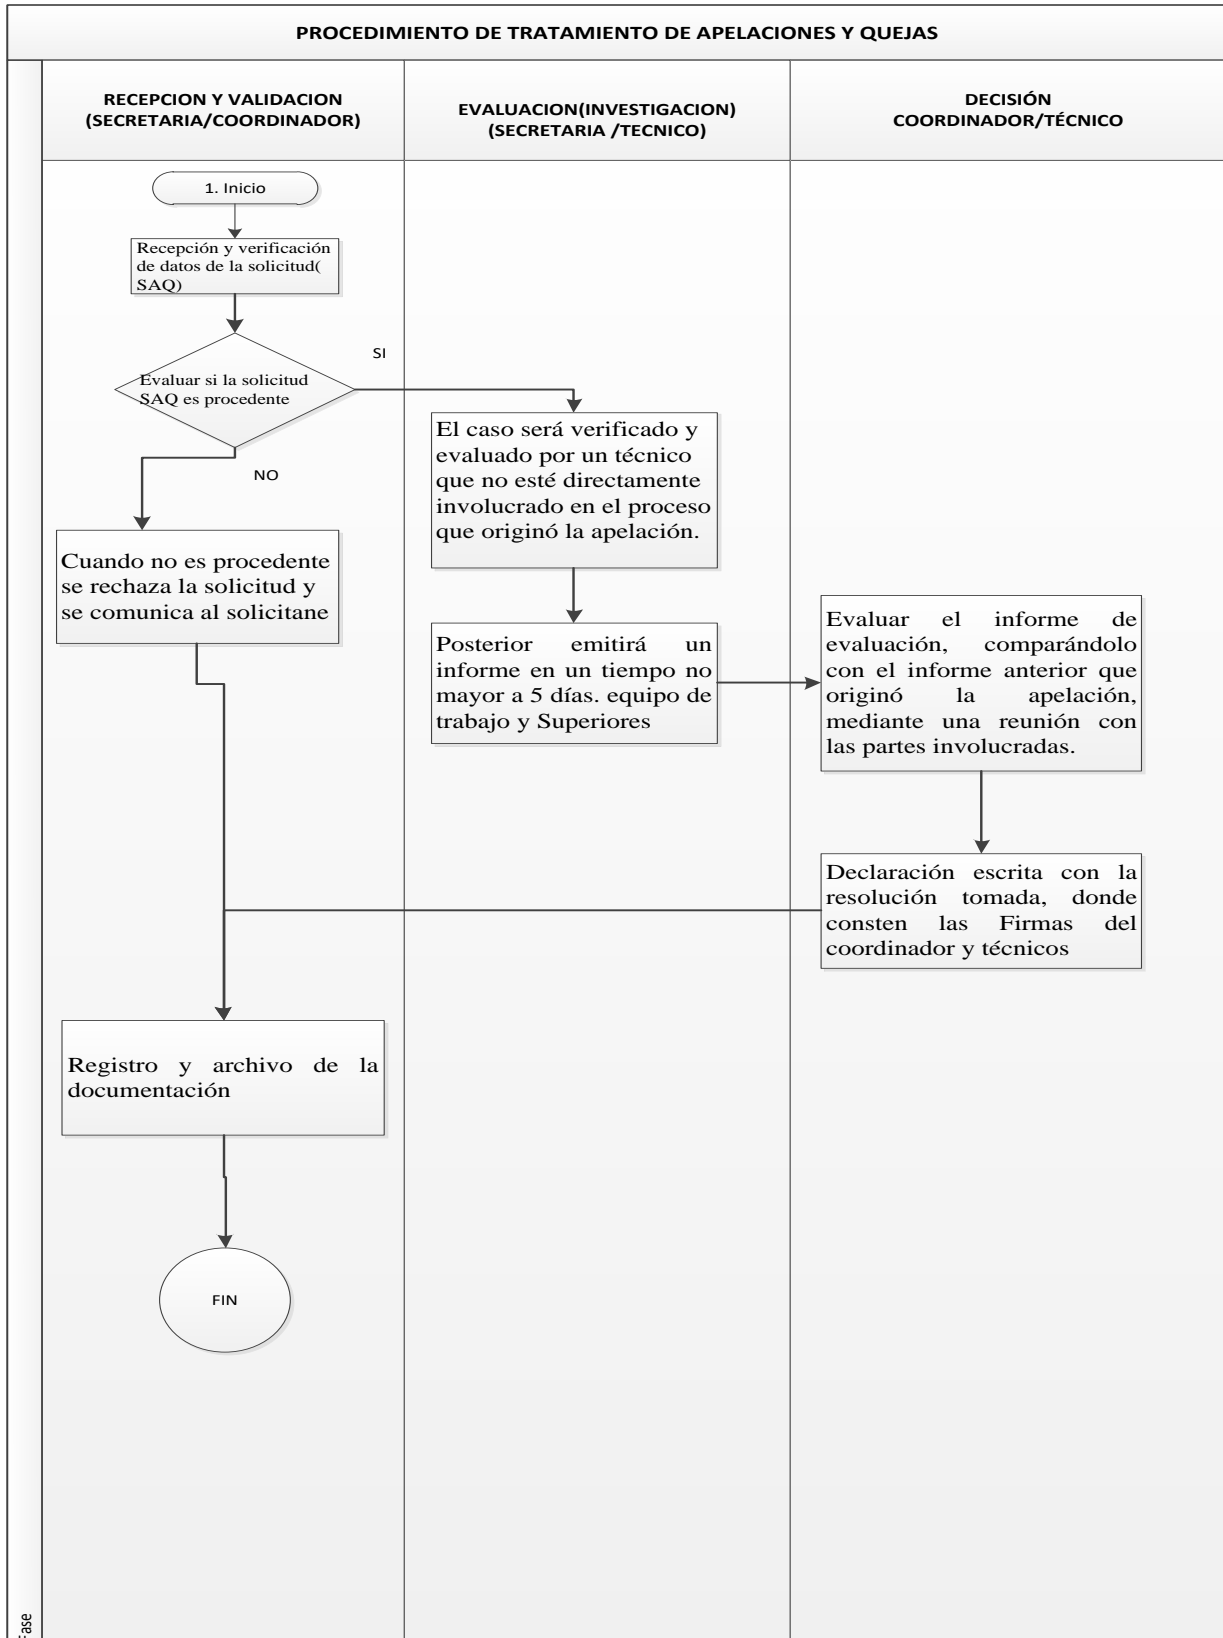 PROCEDIMIENTO DE TRATAMIENTO DE APELACIONES Y QUEJAS
RECEPCION Y VALIDACION
(SECRETARIA/COORDINADOR)
EVALUACION(INVESTIGACION)
(SECRETARIA /TECNICO)
DECISIÓN
COORDINADOR/TÉCNICO
1. Inicio
Recepción y verificación
de datos de la solicitud(
SAQ)
Evaluar si la solicitud
SAQ es procedente
SI
NO
El caso será verificado y
evaluado por un técnico
que no esté directamente
involucrado en el proceso
que originó la apelación.
Cuando no es procedente
se rechaza la solicitud y
se comunica al solicitane
Posterior emitirá un
informe en un tiempo no
mayor a 5 días. equipo de
trabajo y Superiores
Evaluar el informe de
evaluación, comparándolo
con el informe anterior que
originó la apelación,
mediante una reunión con
las partes involucradas.
Declaración escrita con la
resolución tomada, donde
consten las Firmas del
coordinador y técnicos
Registro y archivo de la
documentación
FIN
Fase